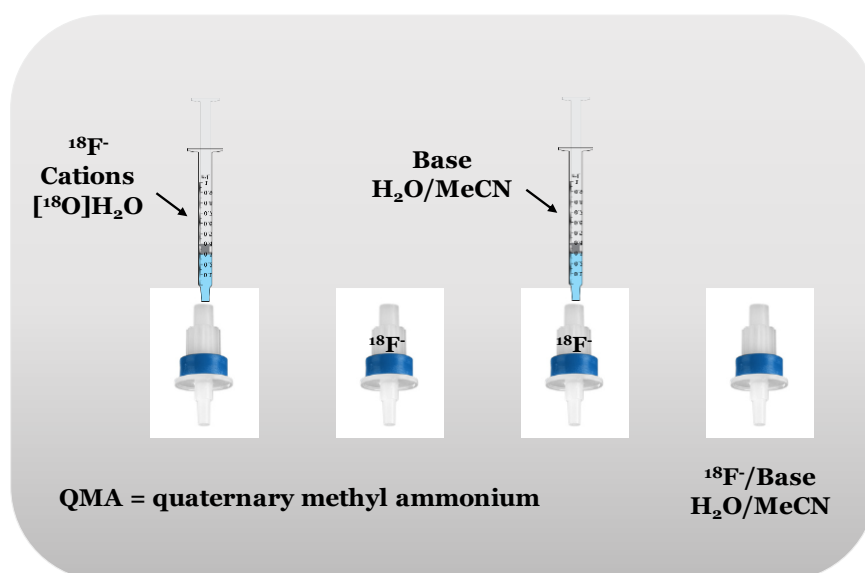 ¹⁸F⁻
Cations
[¹⁸O]H₂O
Base
H₂O/MeCN
¹⁸F⁻
¹⁸F⁻
QMA = quaternary methyl ammonium
¹⁸F⁻/Base
H₂O/MeCN